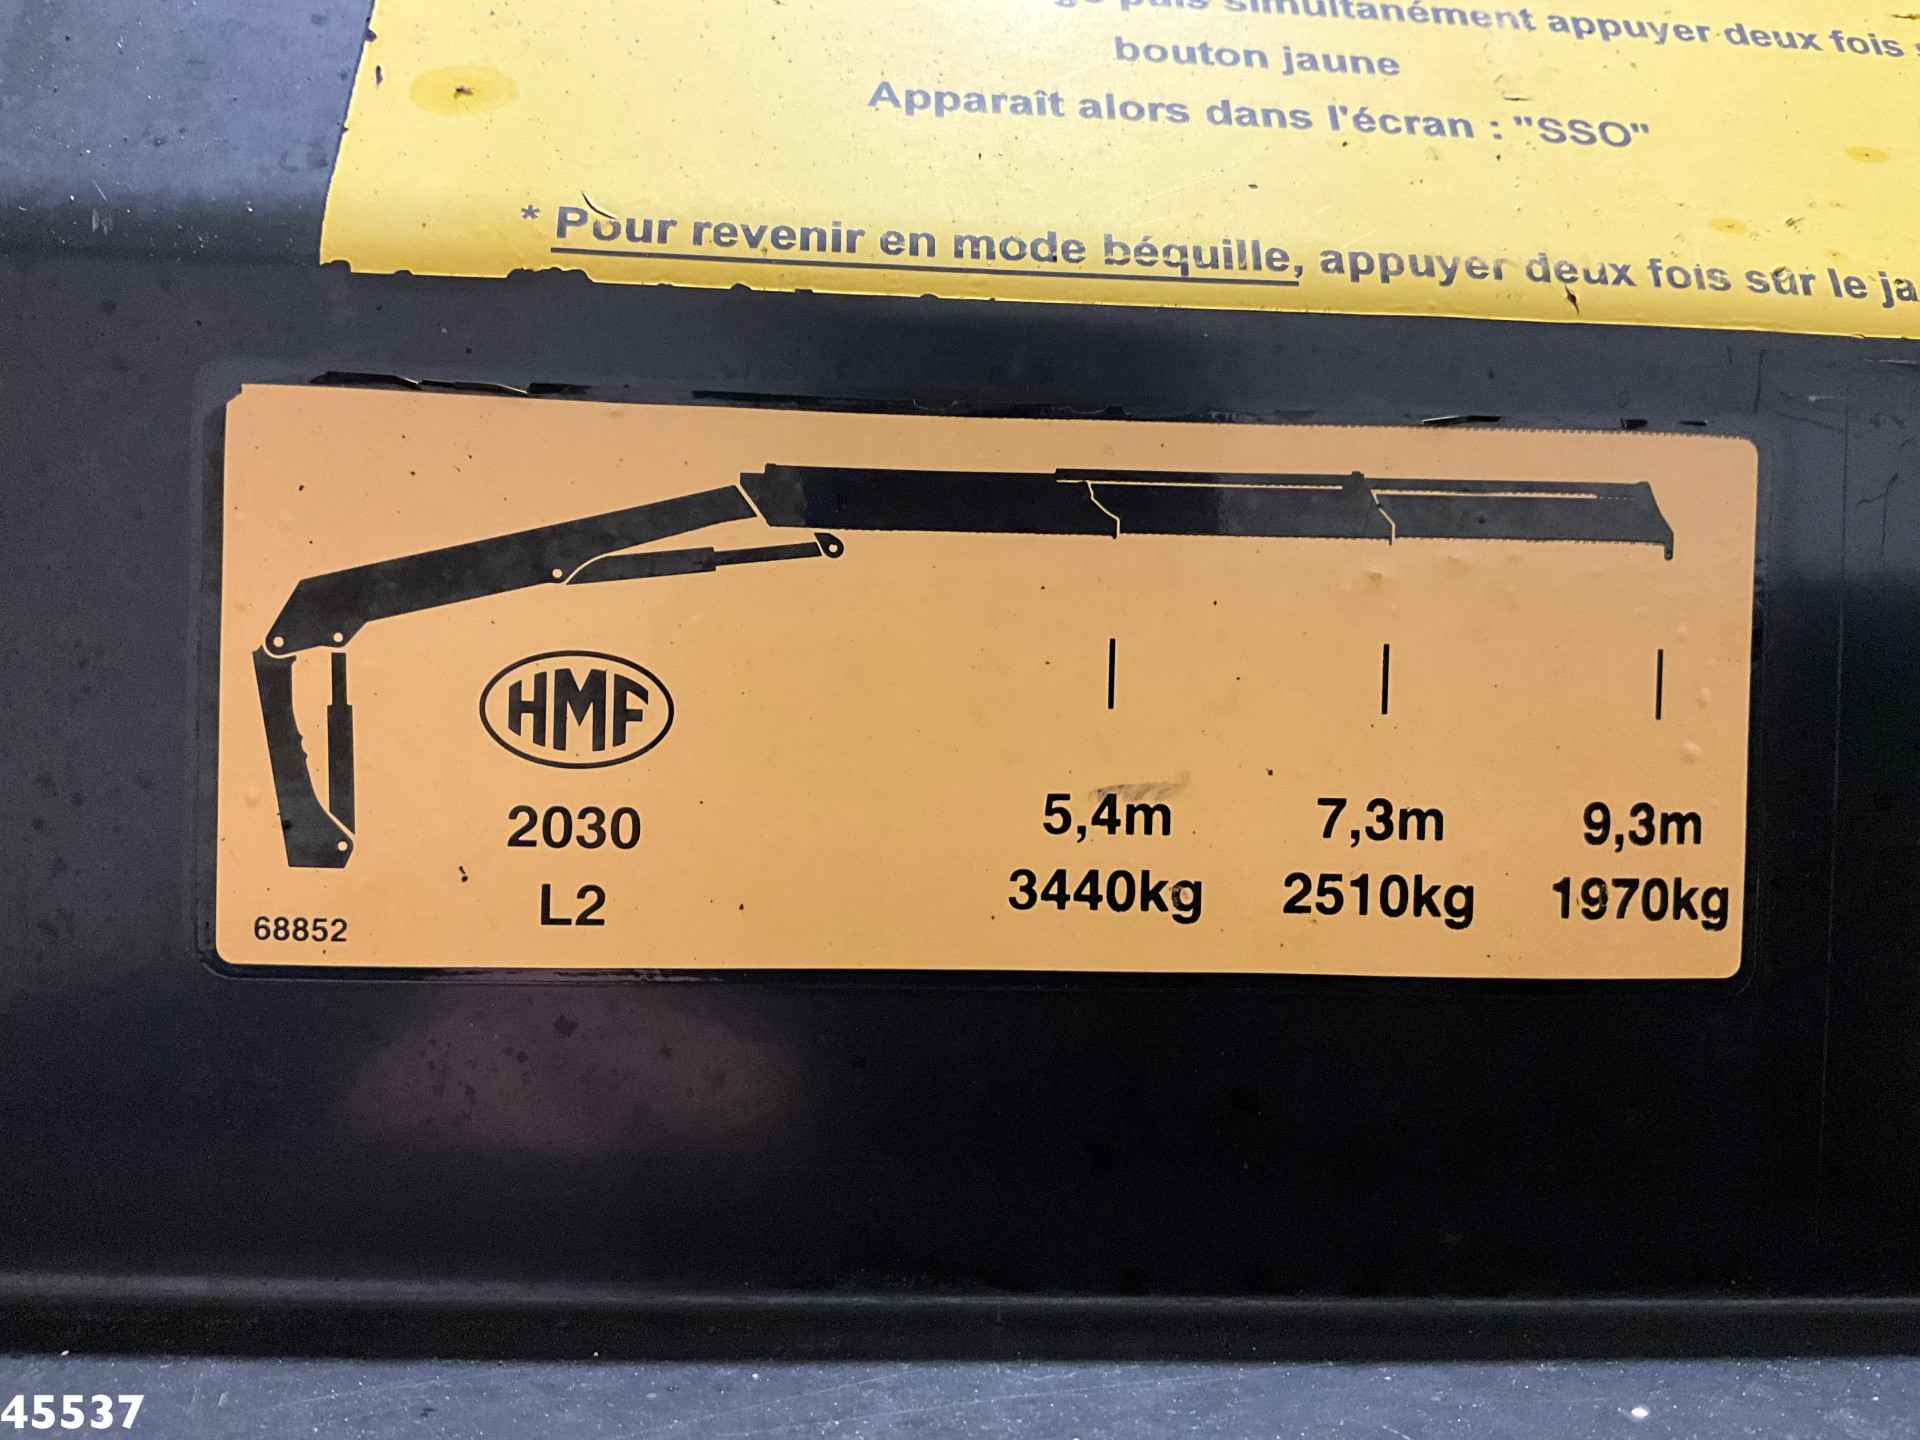 puis simultanément appuyer deux fois
bouton jaune
Apparaît alors dans l'écran : "SSO"
* Pour revenir en mode béquille, appuyer deux fois sur le ja
HMF
2030
L2
68852
5,4m 7,3m 9,3m
3440kg 2510kg 1970kg
45537